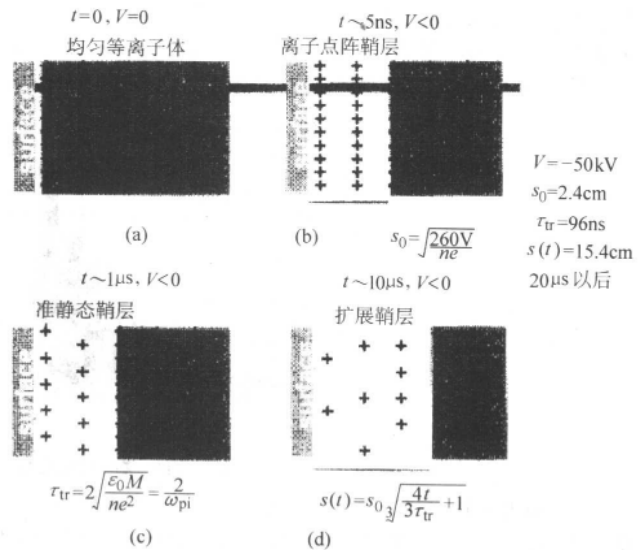 t=0, V=0
均匀等离子体
t～5ns, V<0
离子点阵鞘层
V=−50kV
s₀=2.4cm
τtr=96ns
s(t)=15.4cm
20μs 以后
(a)
(b)
s₀=√(260V/ne)
t～1μs, V<0
准静态鞘层
t～10μs, V<0
扩展鞘层
τtr=2√(ε₀M/ne²)=2/ωpi
s(t)=s₀∛(4t/3τtr+1)
(c)
(d)